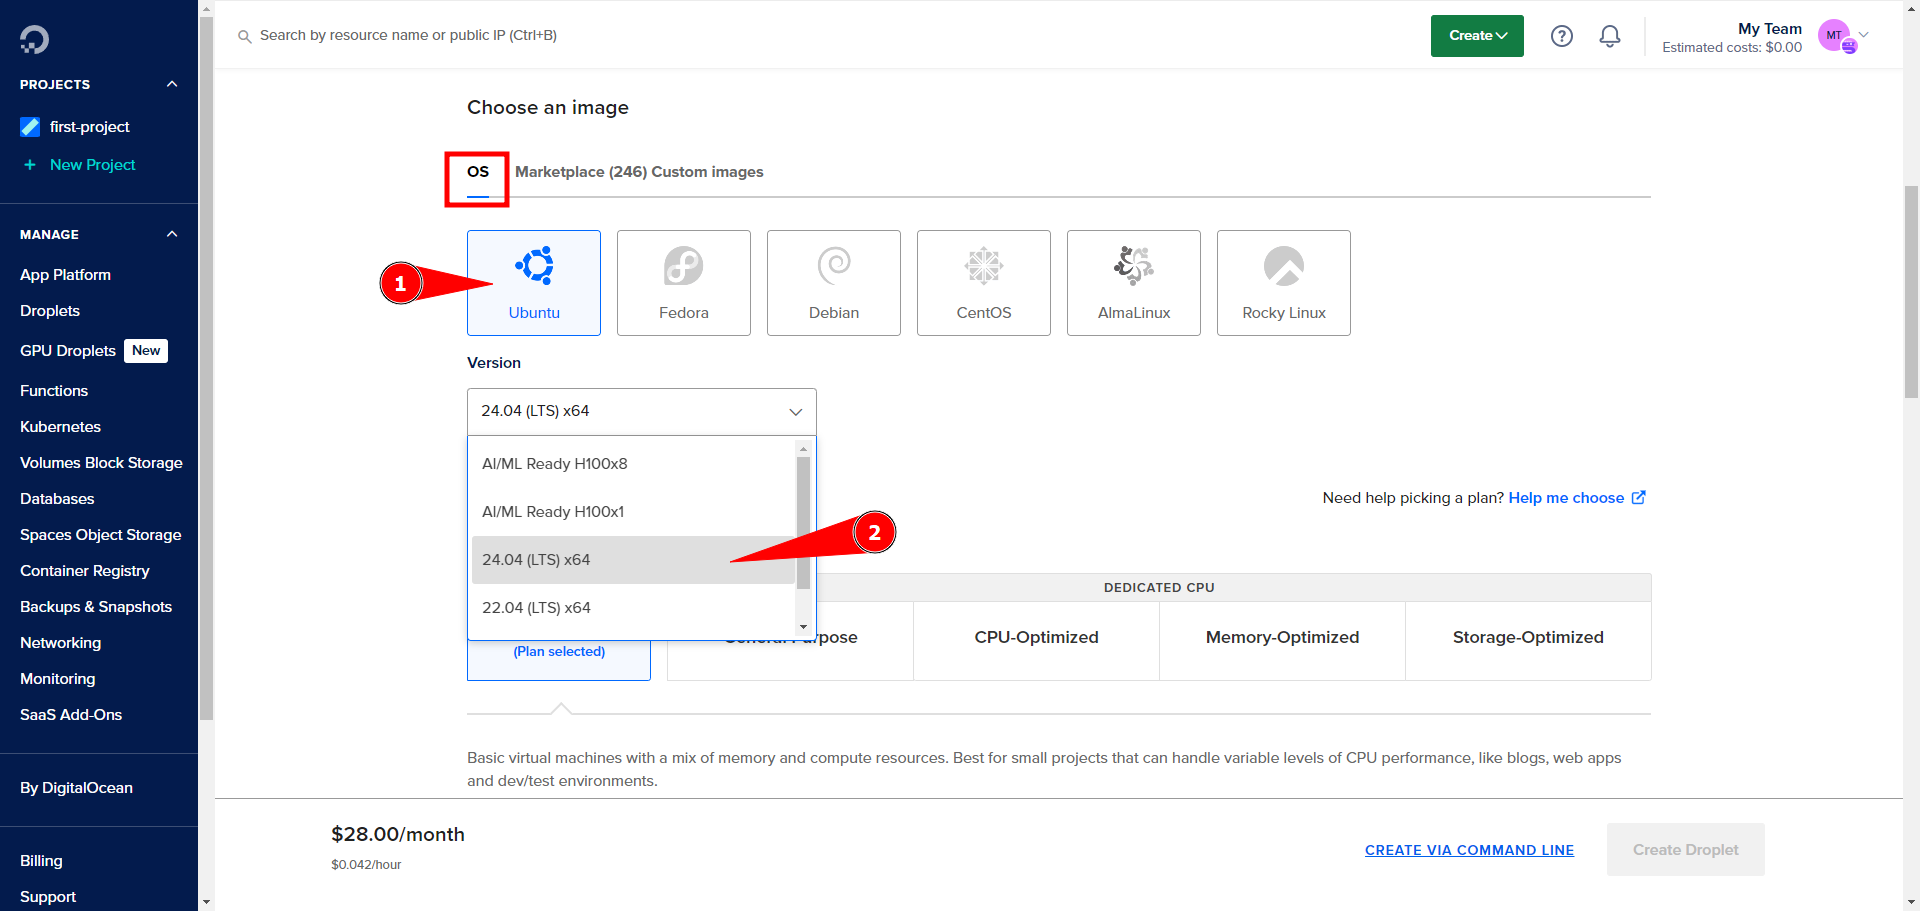 Search by resource name or public IP (Ctrl+B)
Create
My Team
Estimated costs: $0.00
MT
PROJECTS
first-project
+ New Project
MANAGE
App Platform
Droplets
GPU Droplets New
Functions
Kubernetes
Volumes Block Storage
Databases
Spaces Object Storage
Container Registry
Backups & Snapshots
Networking
Monitoring
SaaS Add-Ons
By DigitalOcean
Billing
Support
Choose an image
OS Marketplace (246) Custom images
1
Ubuntu
Fedora
Debian
CentOS
AlmaLinux
Rocky Linux
Version
24.04 (LTS) x64
AI/ML Ready H100x8
AI/ML Ready H100x1
24.04 (LTS) x64
22.04 (LTS) x64
2
Need help picking a plan? Help me choose
DEDICATED CPU
(Plan selected)
CPU-Optimized
Memory-Optimized
Storage-Optimized
Basic virtual machines with a mix of memory and compute resources. Best for small projects that can handle variable levels of CPU performance, like blogs, web apps
and dev/test environments.
$28.00/month
$0.042/hour
CREATE VIA COMMAND LINE
Create Droplet